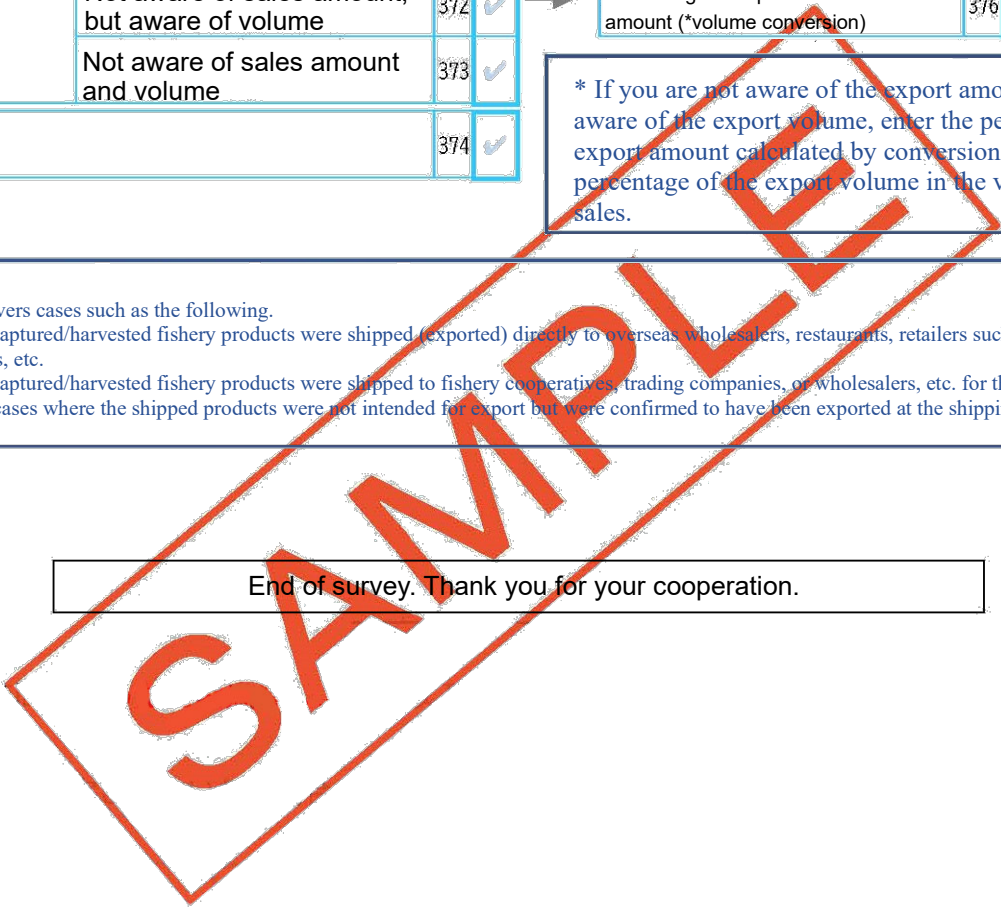 but aware of volume
372
amount (*volume conversion)
376
Not aware of sales amount
and volume
373
374
* If you are not aware of the export amo
aware of the export volume, enter the pe
export amount calculated by conversion
percentage of the export volume in the v
sales.
vers cases such as the following.
aptured/harvested fishery products were shipped (exported) directly to overseas wholesalers, restaurants, retailers suc
s, etc.
aptured/harvested fishery products were shipped to fishery cooperatives, trading companies, or wholesalers, etc. for th
cases where the shipped products were not intended for export but were confirmed to have been exported at the shippi
End of survey. Thank you for your cooperation.
SAMPLE